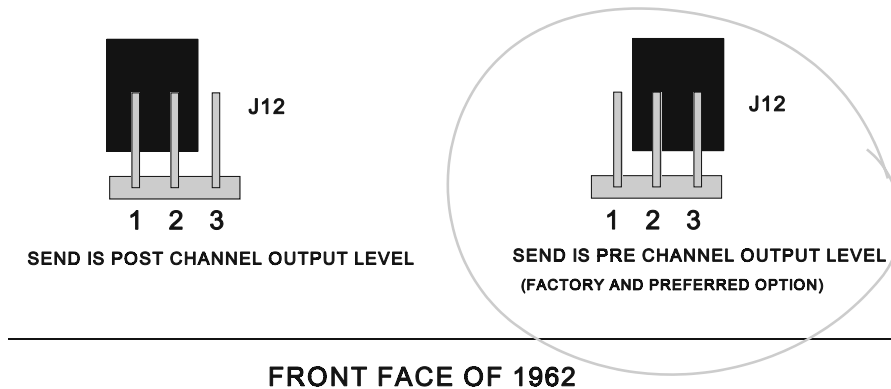 J12
1 2 3
SEND IS POST CHANNEL OUTPUT LEVEL
J12
1 2 3
SEND IS PRE CHANNEL OUTPUT LEVEL
(FACTORY AND PREFERRED OPTION)
FRONT FACE OF 1962